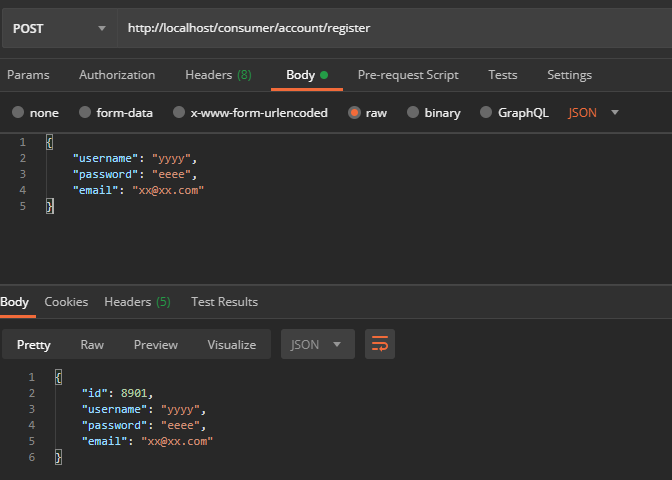 POST http://localhost/consumer/account/register
Params Authorization Headers (8) Body Pre-request Script Tests Settings
none form-data x-www-form-urlencoded raw binary GraphQL JSON
1 {
2 "username": "yyyy",
3 "password": "eeee",
4 "email": "xx@xx.com"
5 }
Body Cookies Headers (5) Test Results
Pretty Raw Preview Visualize JSON
1 {
2 "id": 8901,
3 "username": "yyyy",
4 "password": "eeee",
5 "email": "xx@xx.com"
6 }